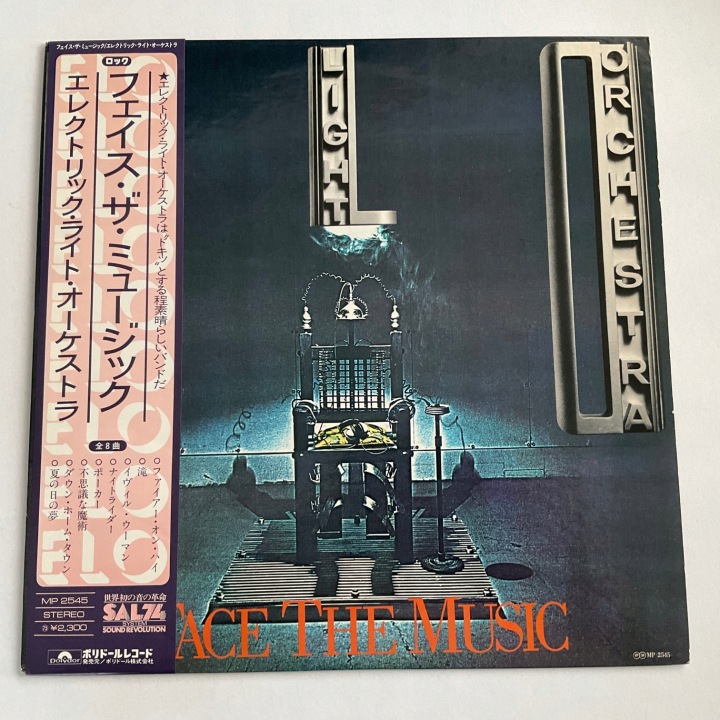 フェイス・ザ・ミュージック/エレクトリック・ライト・オーケストラ
ロック
★エレクトリック・ライト・オーケストラは"ドキッ"とする程素晴らしいバンドだ
フェイス・ザ・ミュージック
エレクトリック・ライト・オーケストラ
全8曲
○ファイアー・オン・ハイ
○滝
○イヴィル・ウーマン
○ナイトライダー
○ポーカー
○不思議な魔術
○ダウン・ホーム・タウン
○夏の日の夢
ELO
MP 2545
STEREO
¥2,300
世界初の音の革命
SAL74
SYSTEM
SOUND REVOLUTION
Polydor
ポリドールレコード
発売元/ポリドール株式会社
LIGHT
L
ORCHESTRA
FACE THE MUSIC
MP 2545